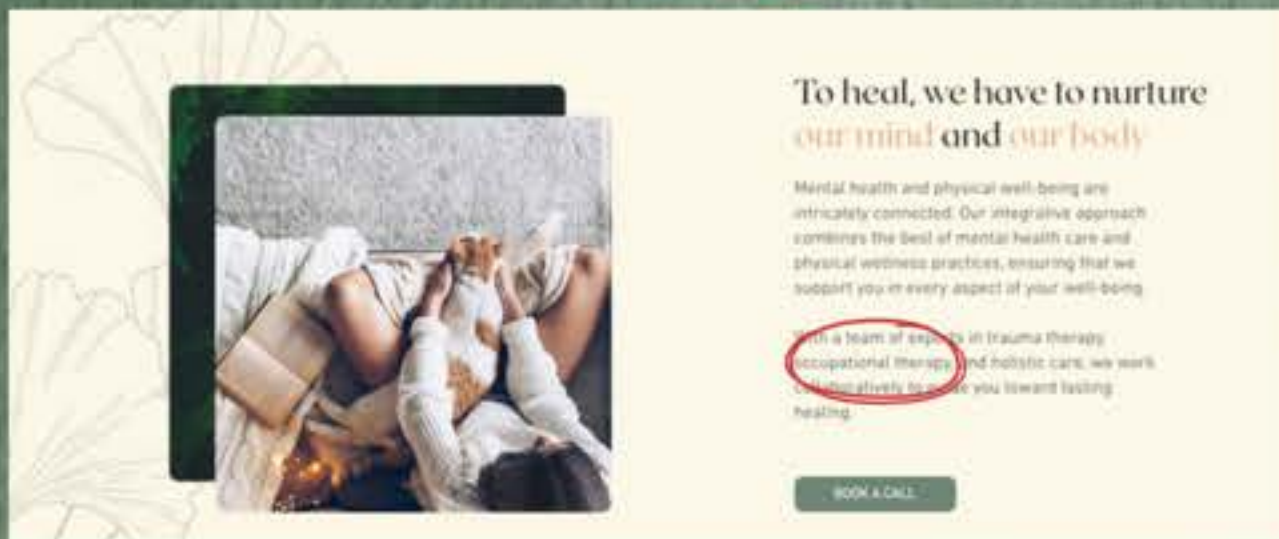 To heal, we have to nurture
our mind and our body
Mental health and physical well-being are
intricately connected. Our integrative approach
combines the best of mental health care and
physical wellness practices, ensuring that we
support you in every aspect of your well-being.
With a team of experts in trauma therapy,
occupational therapy, and holistic care, we work
collaboratively to guide you toward lasting
healing.
BOOK A CALL